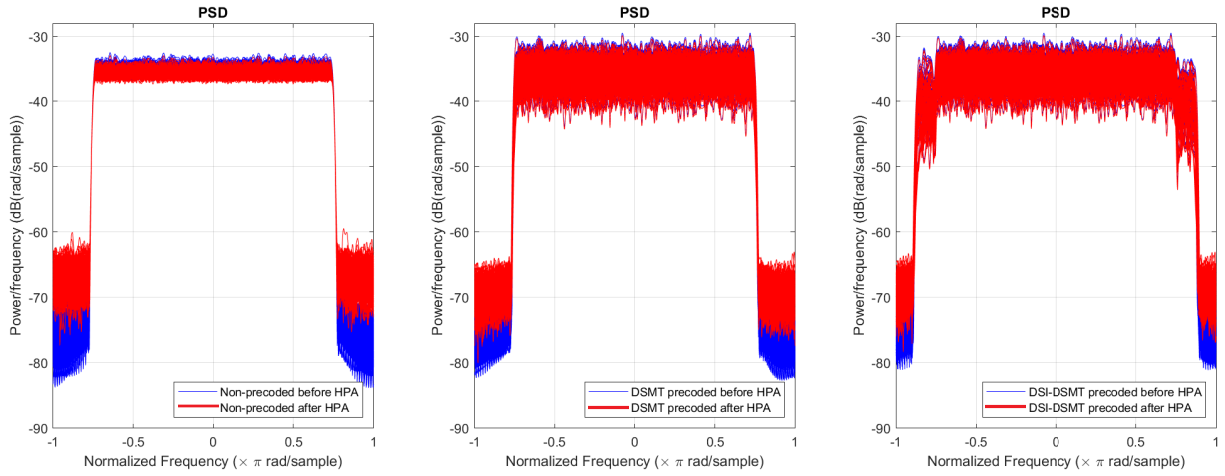 PSD
-30
-40
-50
-60
-70
-80
-90
Power/frequency (dB(rad/sample))
-1
-0.5
0
0.5
1
Normalized Frequency (× π rad/sample)
Non-precoded before HPA
Non-precoded after HPA
PSD
-30
-40
-50
-60
-70
-80
-90
Power/frequency (dB(rad/sample))
-1
-0.5
0
0.5
1
Normalized Frequency (× π rad/sample)
DSMT precoded before HPA
DSMT precoded after HPA
PSD
-30
-40
-50
-60
-70
-80
-90
Power/frequency (dB(rad/sample))
-1
-0.5
0
0.5
1
Normalized Frequency (× π rad/sample)
DSI-DSMT precoded before HPA
DSI-DSMT precoded after HPA